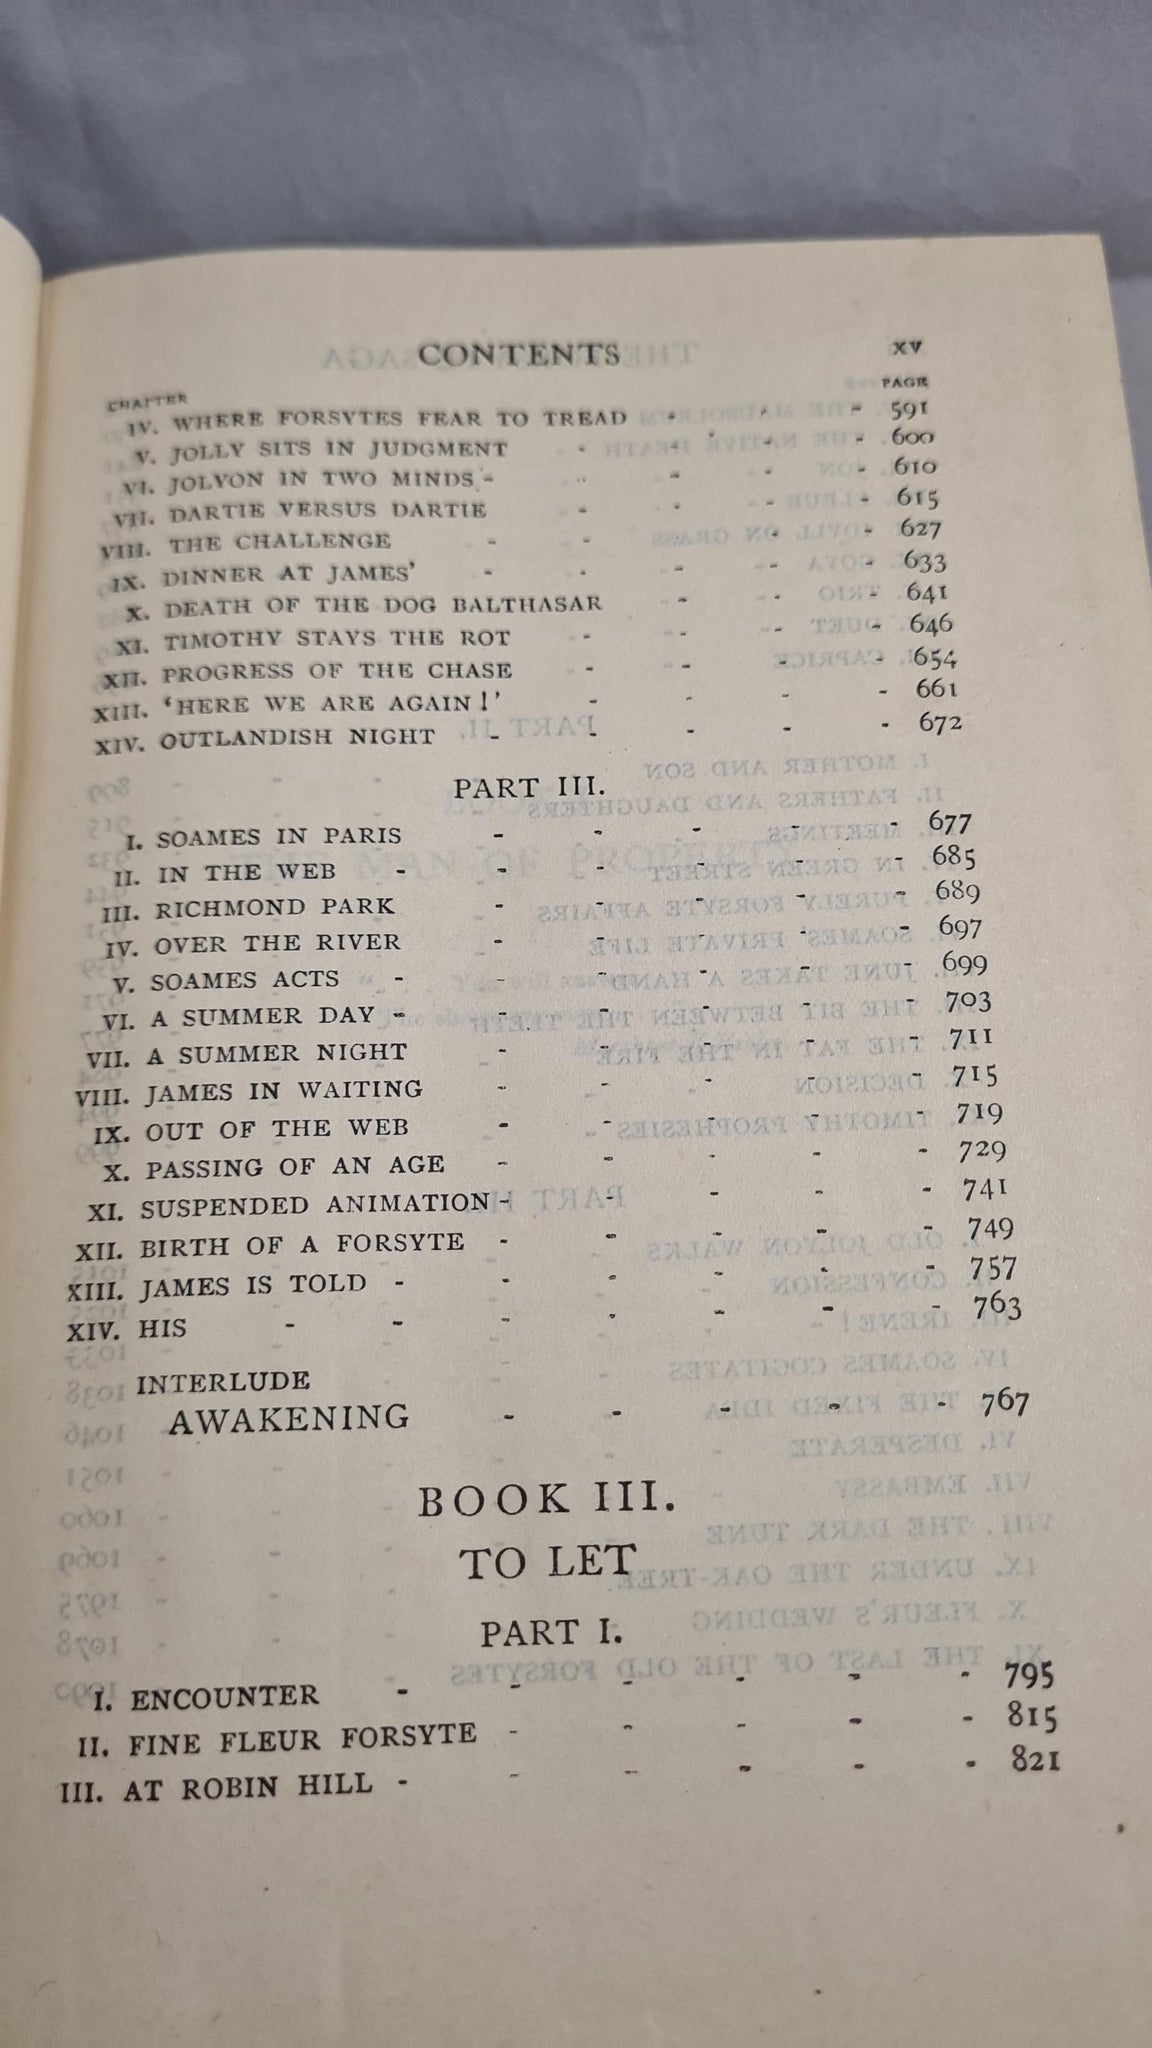 CONTENTS xv
CHAPTER PAGE
IV. WHERE FORSYTES FEAR TO TREAD - - - 591
V. JOLLY SITS IN JUDGMENT - - - - 600
VI. JOLYON IN TWO MINDS - - - - - 610
VII. DARTIE VERSUS DARTIE - - - - 615
VIII. THE CHALLENGE - - - - - 627
IX. DINNER AT JAMES' - - - - - 633
X. DEATH OF THE DOG BALTHASAR - - - 641
XI. TIMOTHY STAYS THE ROT - - - - 646
XII. PROGRESS OF THE CHASE - - - - 654
XIII. 'HERE WE ARE AGAIN!' - - - - 661
XIV. OUTLANDISH NIGHT - - - - - 672
PART III.
I. SOAMES IN PARIS - - - - - 677
II. IN THE WEB - - - - - - 685
III. RICHMOND PARK - - - - - 689
IV. OVER THE RIVER - - - - - 697
V. SOAMES ACTS - - - - - - 699
VI. A SUMMER DAY - - - - - - 703
VII. A SUMMER NIGHT - - - - - 711
VIII. JAMES IN WAITING - - - - - 715
IX. OUT OF THE WEB - - - - - 719
X. PASSING OF AN AGE - - - - - 729
XI. SUSPENDED ANIMATION - - - - - 741
XII. BIRTH OF A FORSYTE - - - - - 749
XIII. JAMES IS TOLD - - - - - - 757
XIV. HIS - - - - - - - 763
INTERLUDE
AWAKENING - - - - - 767
BOOK III.
TO LET
PART I.
I. ENCOUNTER - - - - - - 795
II. FINE FLEUR FORSYTE - - - - - 815
III. AT ROBIN HILL - - - - - - 821